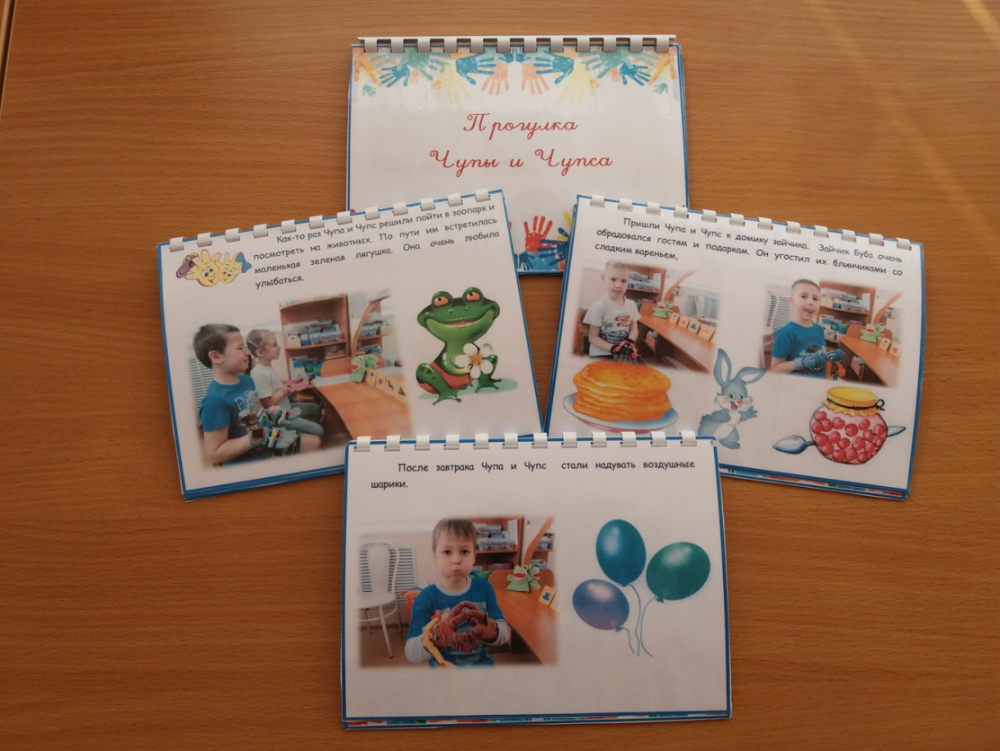 Прогулка
Чупы и Чупса
Как-то раз Чупа и Чупс решили пойти в зоопарк и
посмотреть на животных. По пути им встретилась
маленькая зеленая лягушка. Она очень любила
улыбаться.
Пришли Чупа и Чупс к домику зайчика. Зайчик Буба очень
обрадовался гостям и подаркам. Он угостил их блинчиками со
сладким вареньем,
После завтрака Чупа и Чупс стали надувать воздушные
шарики.